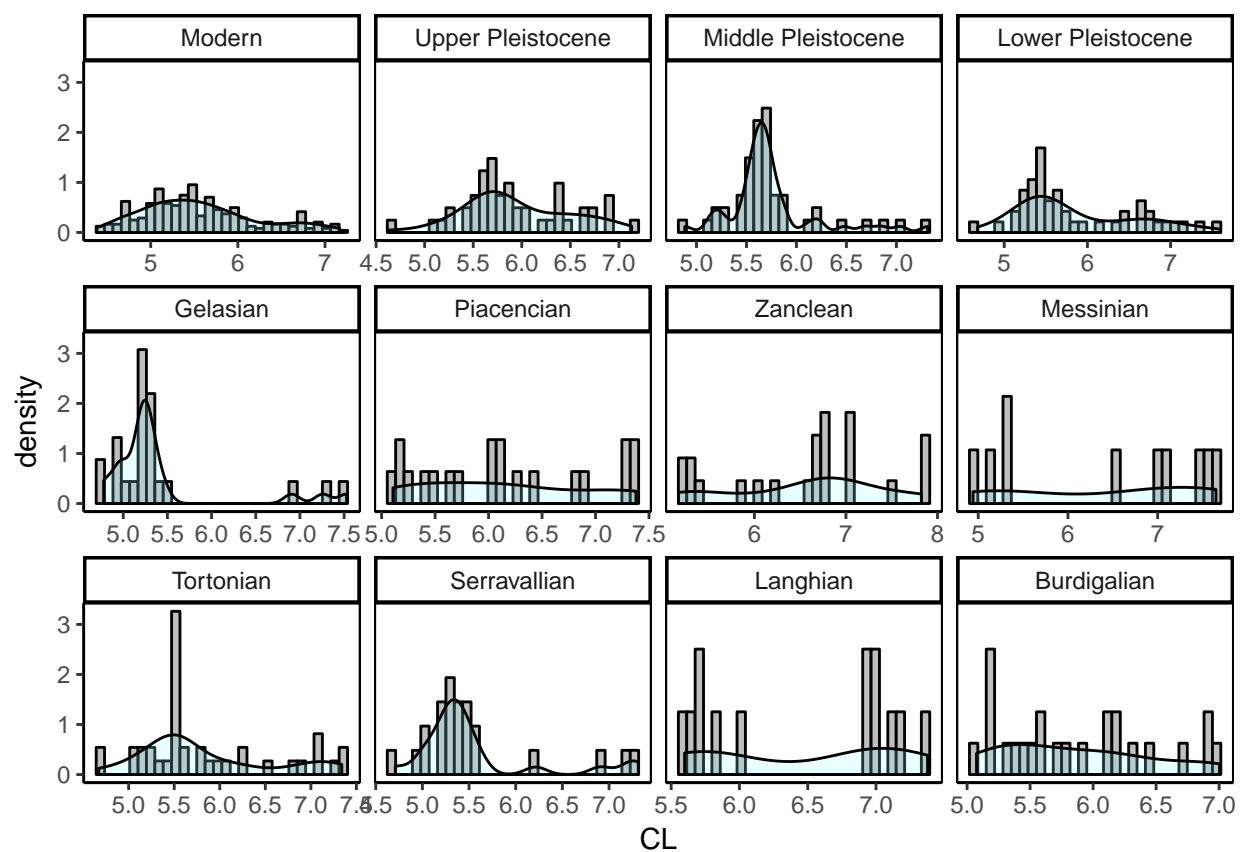 Modern Upper Pleistocene Middle Pleistocene Lower Pleistocene
3
2
1
0
5 6 7 4.5 5.0 5.5 6.0 6.5 7.0 5.0 5.5 6.0 6.5 7.0 5 6 7
Gelasian Piacencian Zanclean Messinian
3
2
1
0
5.0 5.5 6.0 6.5 7.0 7.5 5.0 5.5 6.0 6.5 7.0 7.5 6 7 8 5 6 7
density
Tortonian Serravallian Langhian Burdigalian
3
2
1
0
5.0 5.5 6.0 6.5 7.0 7.5 4.5 5.0 5.5 6.0 6.5 7.0 5.5 6.0 6.5 7.0 5.0 5.5 6.0 6.5 7.0
CL